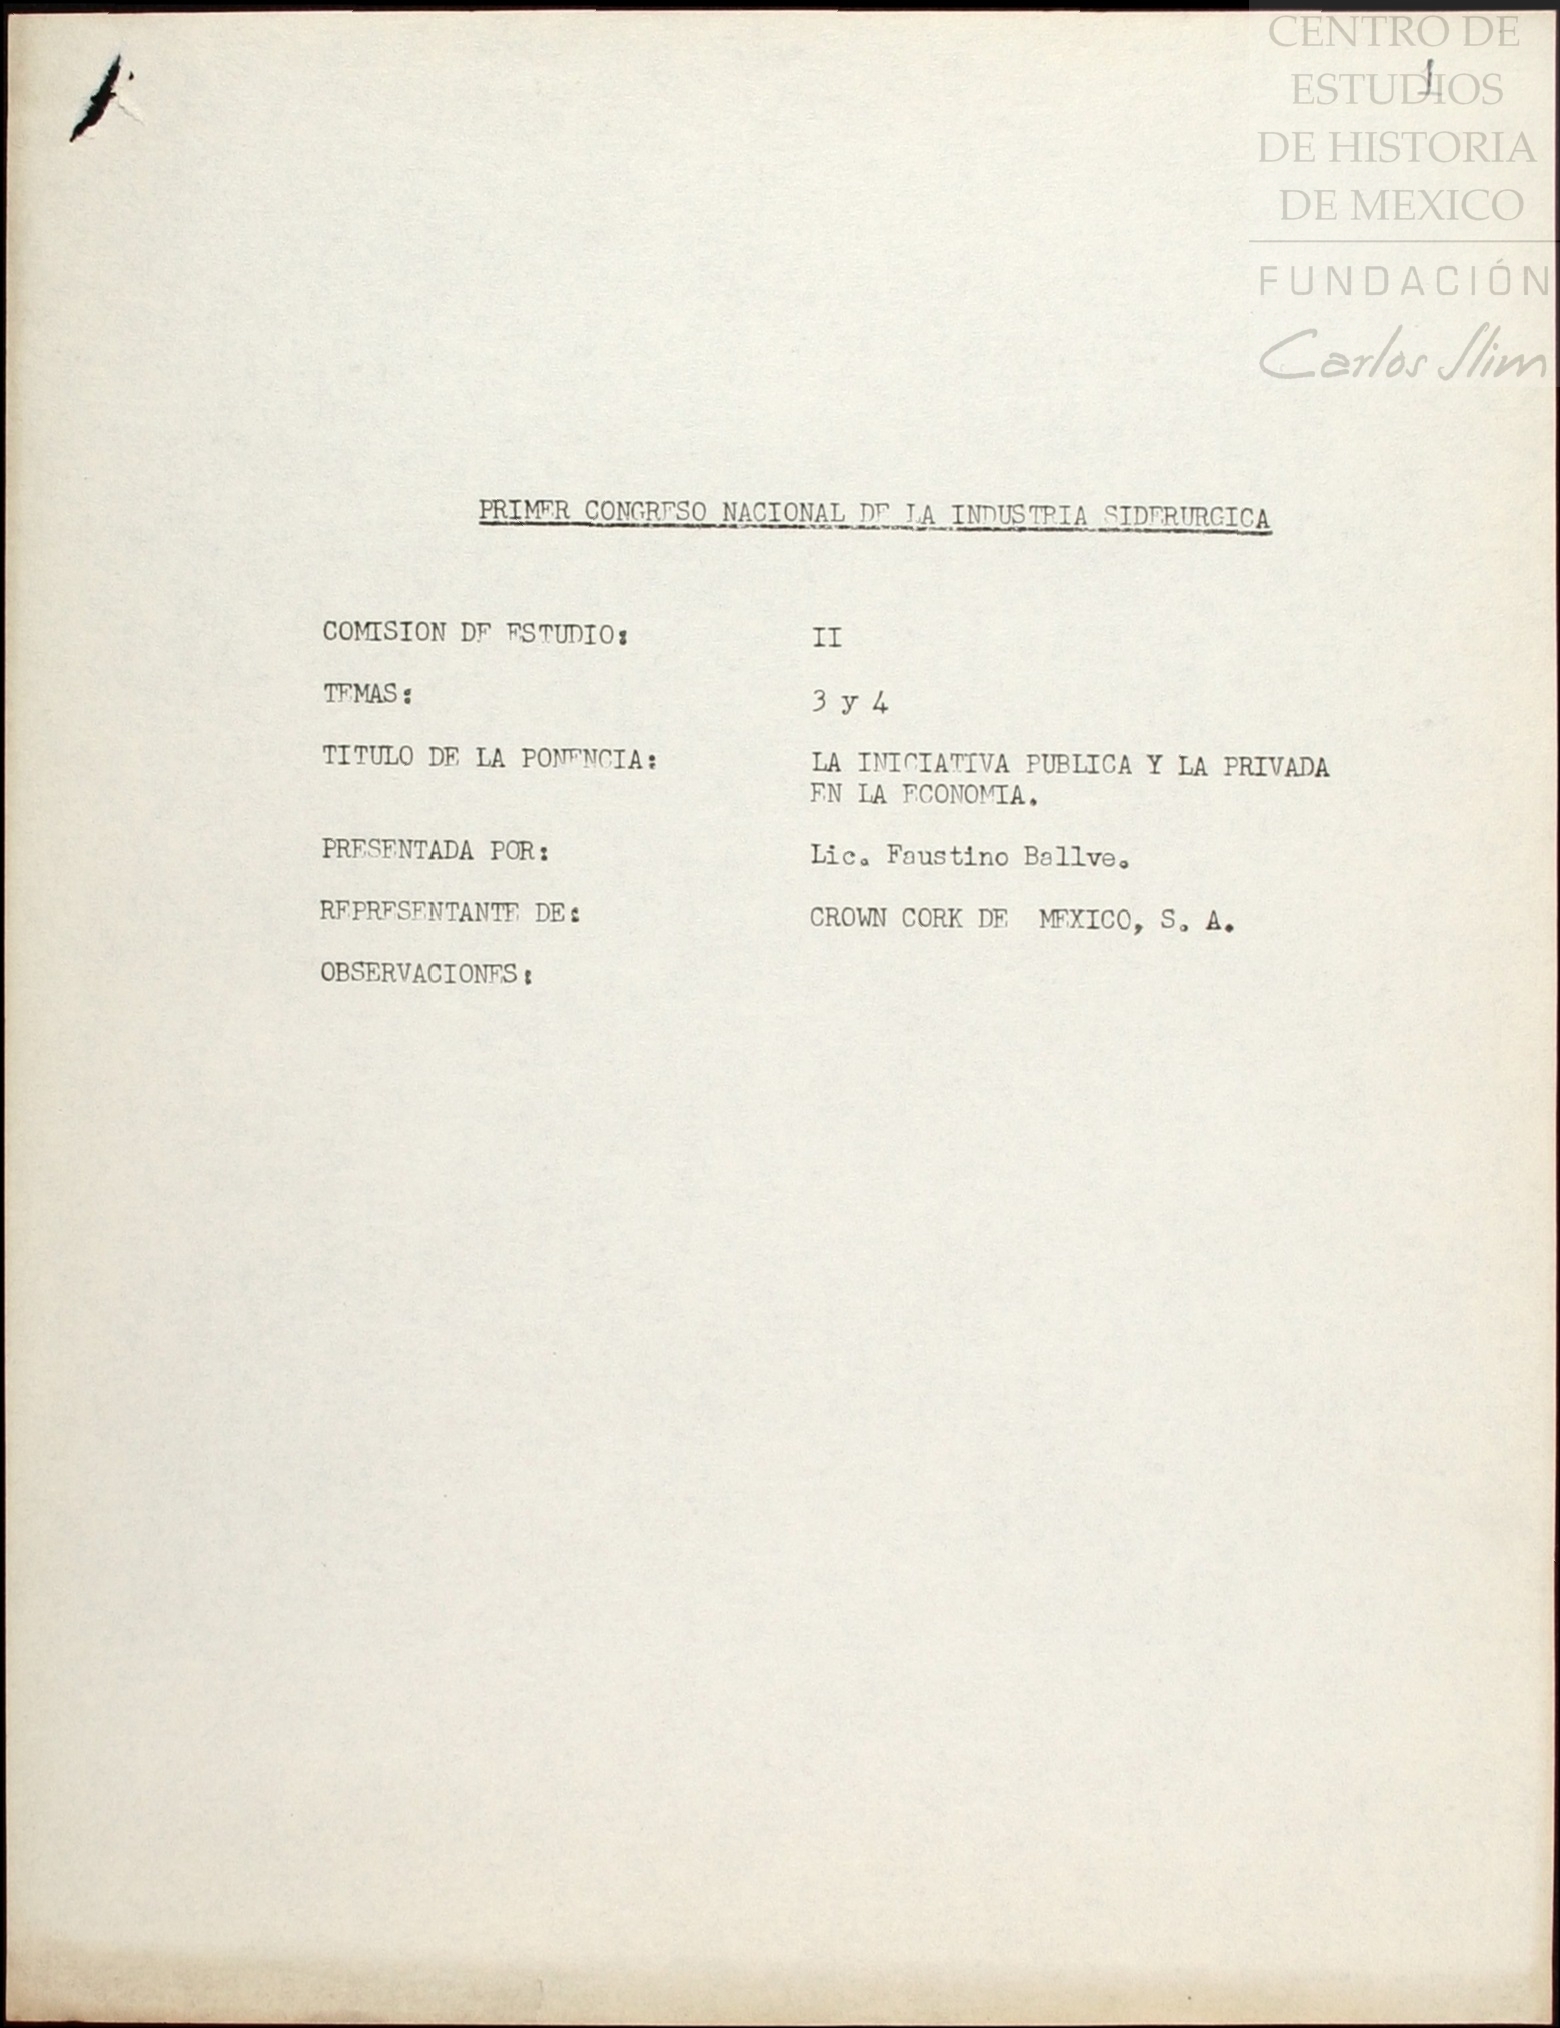 CENTRO DE
ESTUDIOS
DE HISTORIA
DE MEXICO
FUNDACIÓN
Carlos Slim
1
PRIMER CONGRESO NACIONAL DE LA INDUSTRIA SIDERURGICA
COMISION DE ESTUDIO: II
TEMAS: 3 y 4
TITULO DE LA PONENCIA: LA INICIATIVA PUBLICA Y LA PRIVADA
EN LA ECONOMIA.
PRESENTADA POR: Lic. Faustino Ballve.
REPRESENTANTE DE: CROWN CORK DE MEXICO, S. A.
OBSERVACIONES: